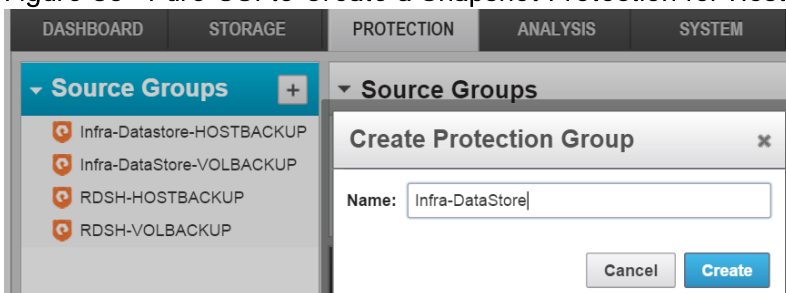 DASHBOARD STORAGE PROTECTION ANALYSIS SYSTEM
Source Groups +
Infra-Datastore-HOSTBACKUP
Infra-DataStore-VOLBACKUP
RDSH-HOSTBACKUP
RDSH-VOLBACKUP
Source Groups
Create Protection Group ×
Name: Infra-DataStore
Cancel Create